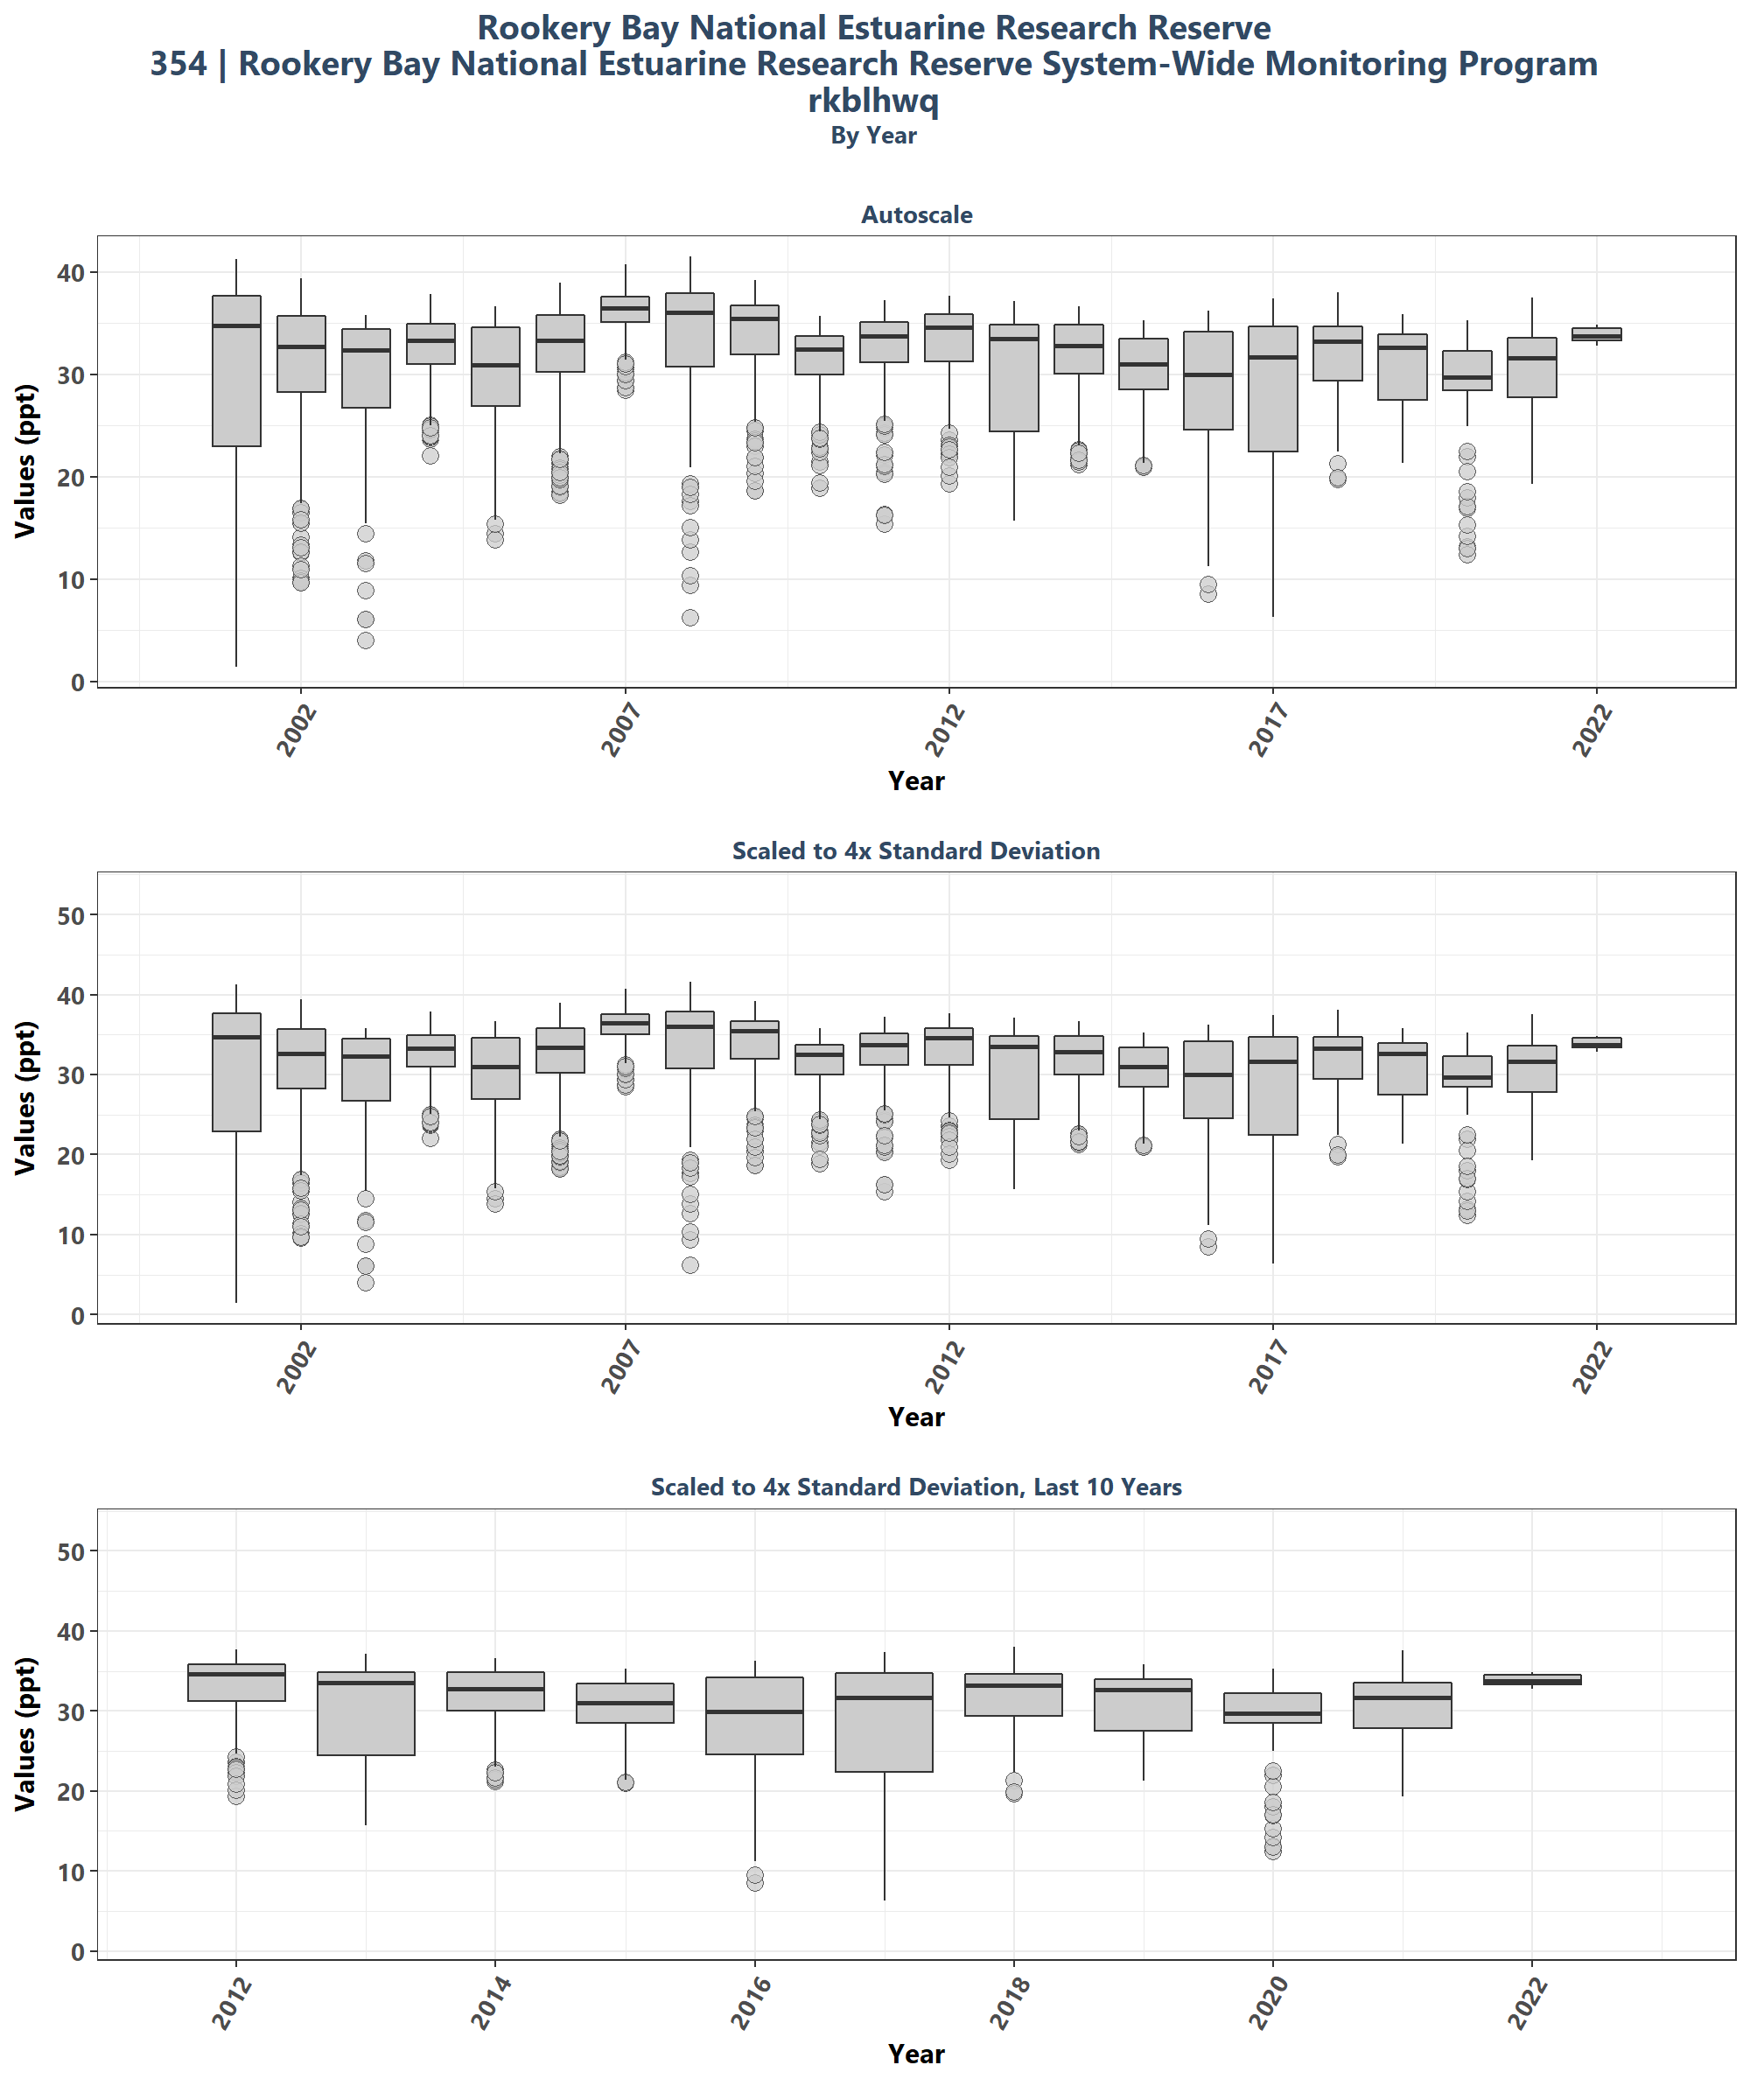 Rookery Bay National Estuarine Research Reserve
354 | Rookery Bay National Estuarine Research Reserve System-Wide Monitoring Program
rkblhwq
By Year
Autoscale
Values (ppt)
40
30
20
10
0
2002 2007 2012 2017 2022
Year
Scaled to 4x Standard Deviation
Values (ppt)
50
40
30
20
10
0
2002 2007 2012 2017 2022
Year
Scaled to 4x Standard Deviation, Last 10 Years
Values (ppt)
50
40
30
20
10
0
2012 2014 2016 2018 2020 2022
Year